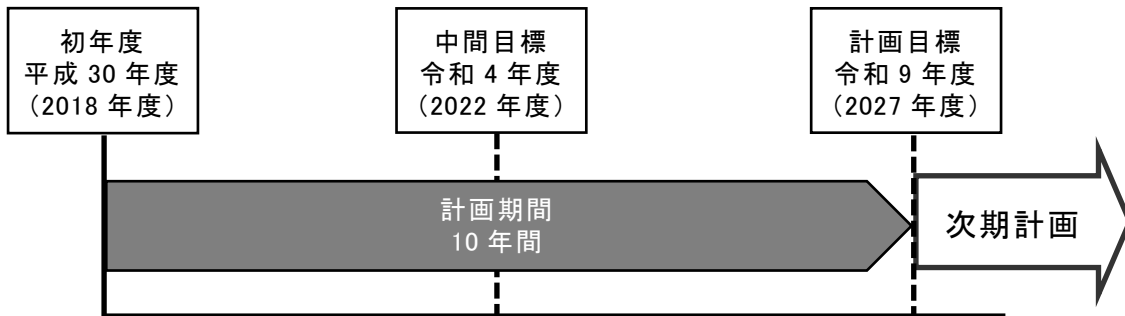 初年度
平成 30 年度
（2018 年度）
中間目標
令和 4 年度
（2022 年度）
計画目標
令和 9 年度
（2027 年度）
計画期間
10 年間
次期計画